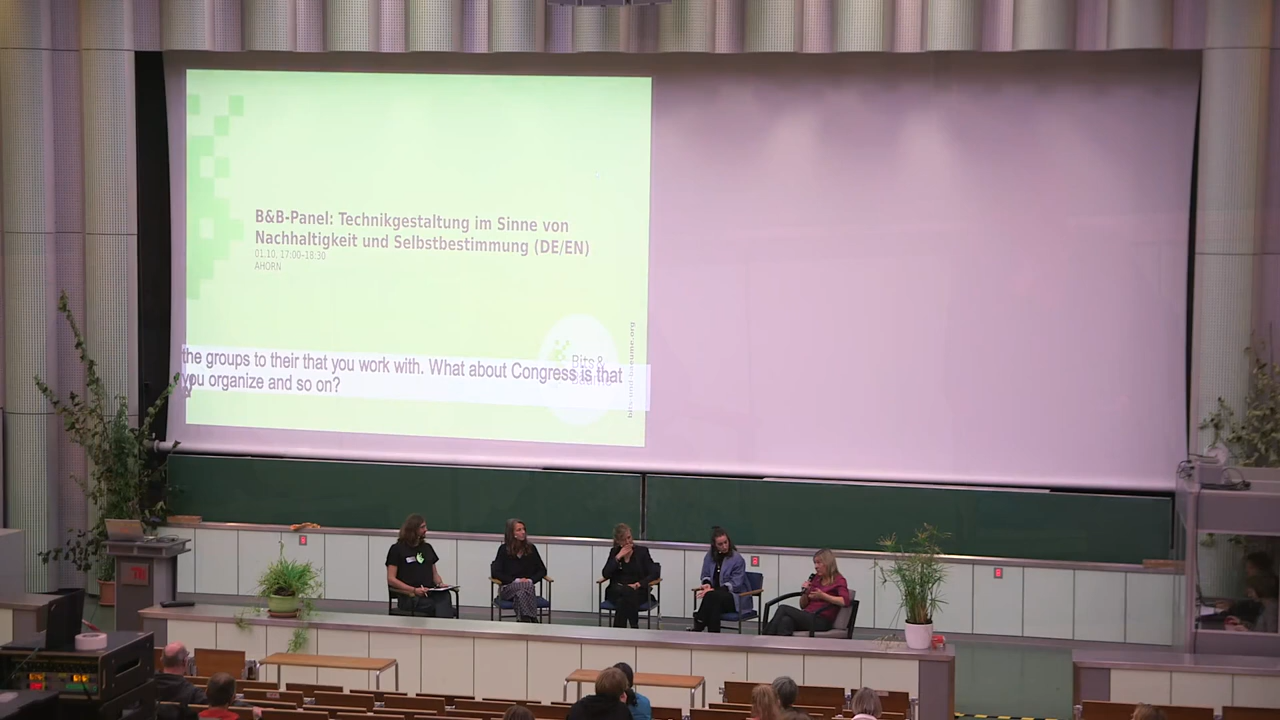 B&B-Panel: Technikgestaltung im Sinne von
Nachhaltigkeit und Selbstbestimmung (DE/EN)
01.10, 17:00–18:30
AHORN
the groups to their that you work with. What about Congress is that
you organize and so on?
Bits &